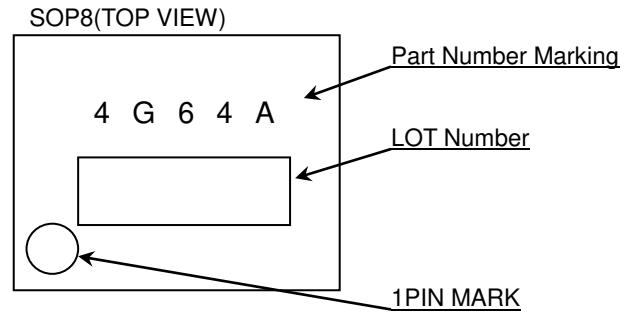 SOP8(TOP VIEW)
Part Number Marking
4 G 6 4 A
LOT Number
1PIN MARK